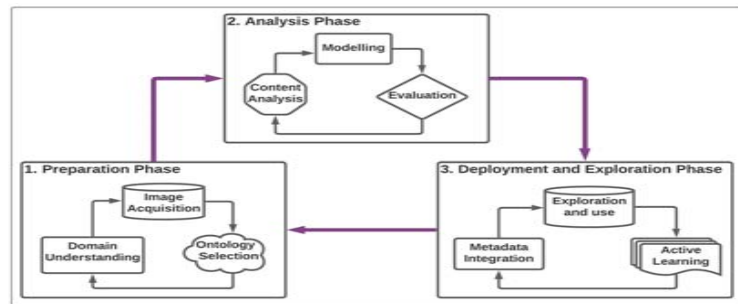 2. Analysis Phase
Modelling
Content
Analysis
Evaluation
1. Preparation Phase
Image
Acquisition
Domain
Understanding
Ontology
Selection
3. Deployment and Exploration Phase
Exploration
and use
Metadata
Integration
Active
Learning